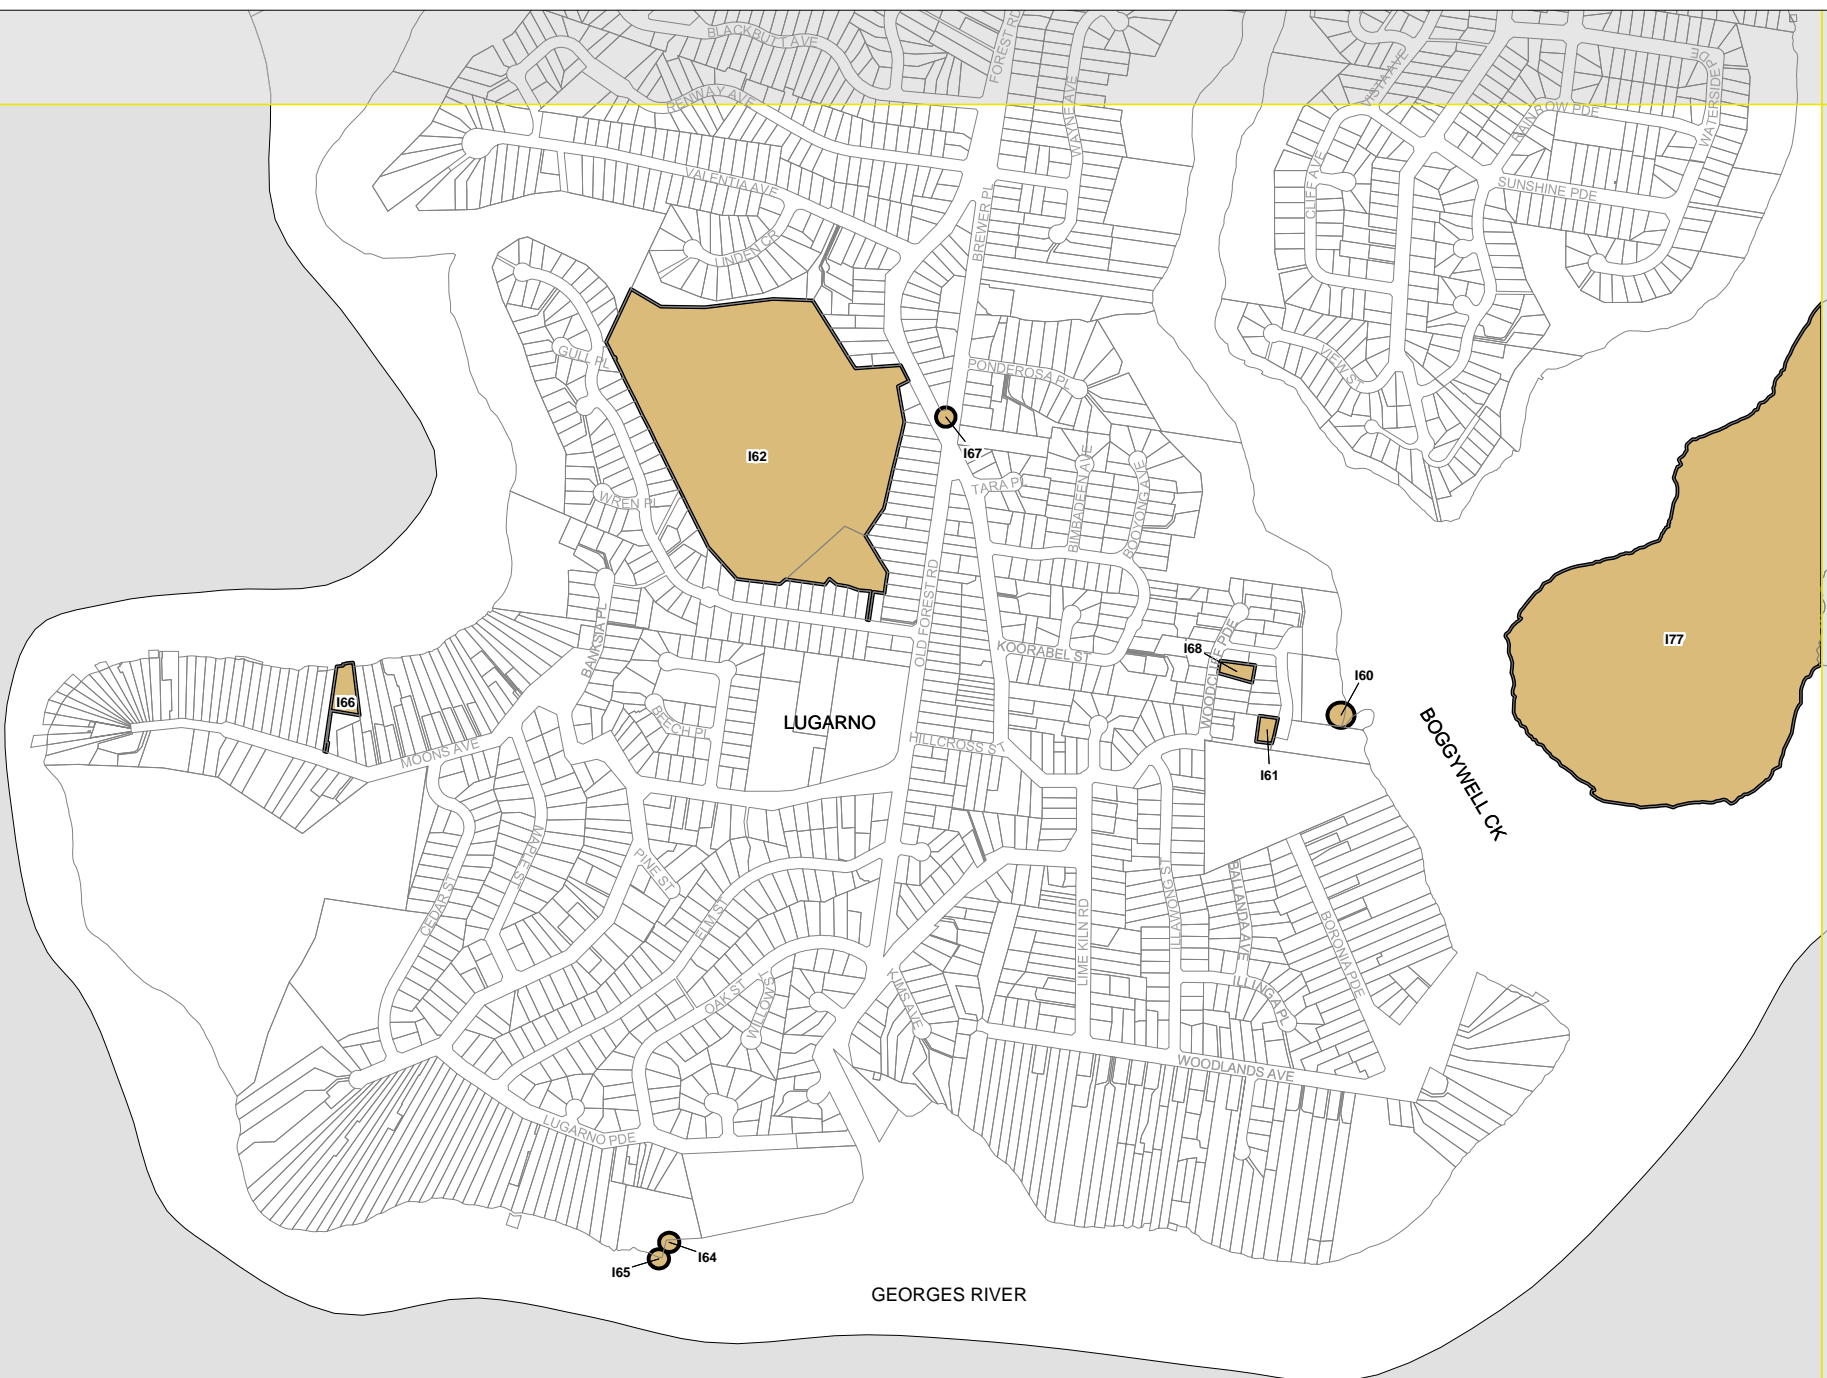 BLACKBUTT AVE
FOREST RD
VISTA AVE
WATERSIDE PDE
RENWAY AVE
WAYNE AVE
RAINBOW PDE
VALENTIA AVE
CLIFF AVE
SUNSHINE PDE
BREWER PL
LINDEN CR
GULL PL
PONDEROSA PL
VIEW ST
I62
I67
WREN PL
TARA PL
BIMBADEEN AVE
BOOYONG AVE
OLD FOREST RD
BANKSIA PL
KOORABEL ST
I68
WOODCLIFF PDE
I77
I66
I60
BEECH PL
LUGARNO
HILLCROSS ST
MOONS AVE
I61
BOGGYWELL CK
MAPLE S
PINE ST
CEDAR ST
ELM ST
LIME KILN RD
ILLAWONG S
BALLANDA AVE
BORONIA PDE
OAK ST
WILLOW S
KIMS AVE
ILLINGA PL
WOODLANDS AVE
LUGARNO PDE
I64
I65
GEORGES RIVER